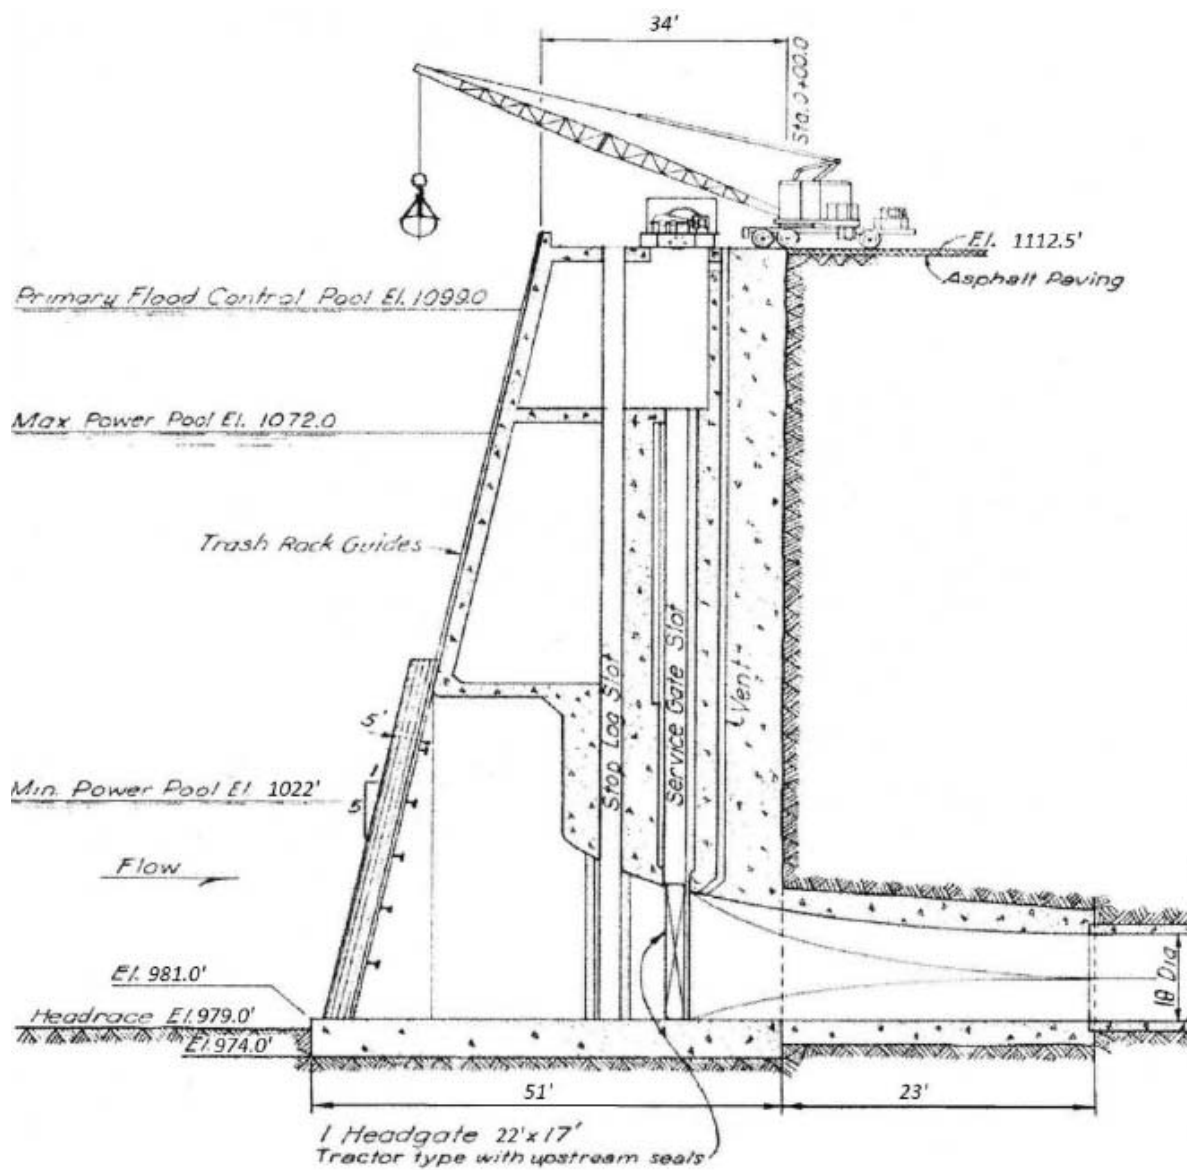 34'
Sta. 0+00.0
El. 1112.5'
Asphalt Paving
Primary Flood Control Pool El. 1099.0
Max Power Pool El. 1072.0
Trash Rack Guides
Stop Log Slot
Service Gate Slot
Vent
5'
1
5
Min. Power Pool El. 1022'
Flow
El. 981.0'
Headrace El. 979.0'
El. 974.0'
18 Dia
51'
23'
1 Headgate 22'x17'
Tractor type with upstream seals